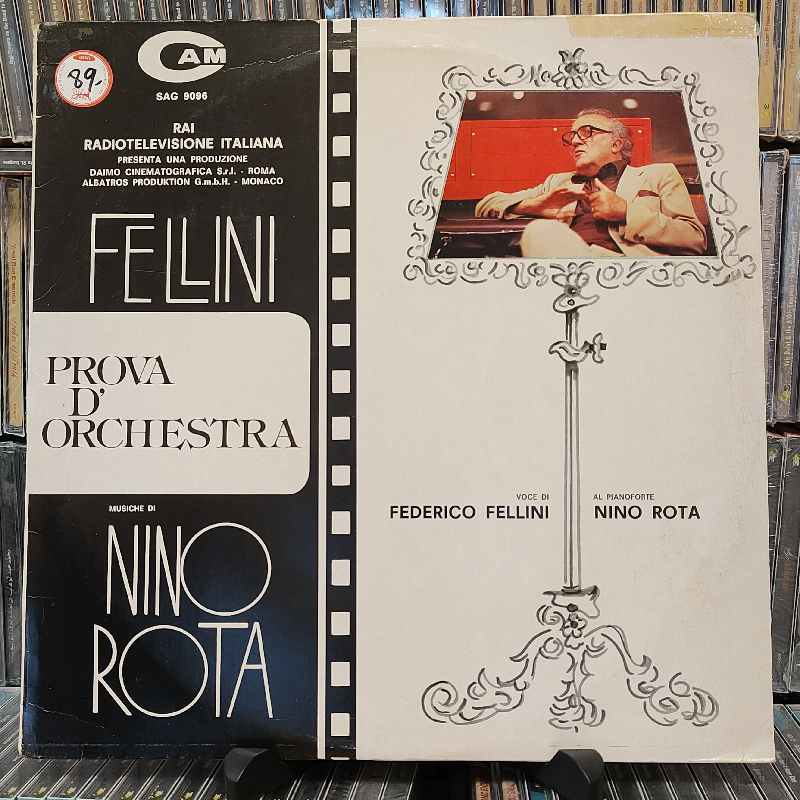 89.-
CAM
SAG 9096
RAI
RADIOTELEVISIONE ITALIANA
PRESENTA UNA PRODUZIONE
DAIMO CINEMATOGRAFICA S.r.l. - ROMA
ALBATROS PRODUKTION G.m.b.H. - MONACO
FELLINI
PROVA
D'
ORCHESTRA
MUSICHE DI
NINO
ROTA
VOCE DI
FEDERICO FELLINI
AL PIANOFORTE
NINO ROTA